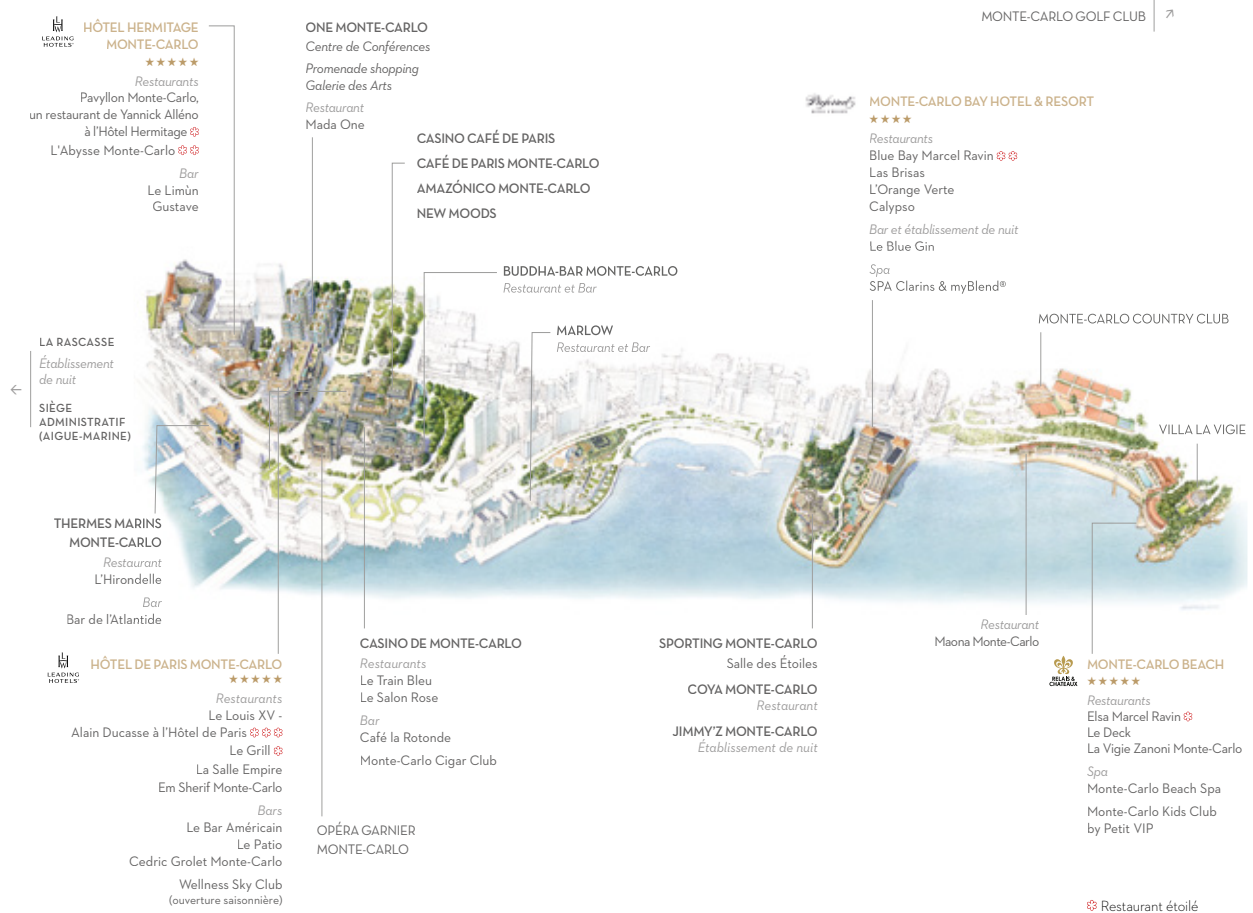 MONTE-CARLO GOLF CLUB
LEADING
HOTELS
HÔTEL HERMITAGE
MONTE-CARLO
★★★★★
Restaurants
Pavyllon Monte-Carlo,
un restaurant de Yannick Alléno
à l'Hôtel Hermitage
L'Abysse Monte-Carlo
Bar
Le Limùn
Gustave
ONE MONTE-CARLO
Centre de Conférences
Promenade shopping
Galerie des Arts
Restaurant
Mada One
CASINO CAFÉ DE PARIS
CAFÉ DE PARIS MONTE-CARLO
AMAZÓNICO MONTE-CARLO
NEW MOODS
BUDDHA-BAR MONTE-CARLO
Restaurant et Bar
MARLOW
Restaurant et Bar
Preferred
MONTE-CARLO BAY HOTEL & RESORT
★★★★
Restaurants
Blue Bay Marcel Ravin
Las Brisas
L'Orange Verte
Calypso
Bar et établissement de nuit
Le Blue Gin
Spa
SPA Clarins & myBlend®
MONTE-CARLO COUNTRY CLUB
VILLA LA VIGIE
LA RASCASSE
Établissement
de nuit
SIÈGE
ADMINISTRATIF
(AIGUE-MARINE)
THERMES MARINS
MONTE-CARLO
Restaurant
L'Hirondelle
Bar
Bar de l'Atlantide
LEADING
HOTELS
HÔTEL DE PARIS MONTE-CARLO
★★★★★
Restaurants
Le Louis XV -
Alain Ducasse à l'Hôtel de Paris
Le Grill
La Salle Empire
Em Sherif Monte-Carlo
Bars
Le Bar Américain
Le Patio
Cedric Grolet Monte-Carlo
Wellness Sky Club
(ouverture saisonnière)
OPÉRA GARNIER
MONTE-CARLO
CASINO DE MONTE-CARLO
Restaurants
Le Train Bleu
Le Salon Rose
Bar
Café la Rotonde
Monte-Carlo Cigar Club
SPORTING MONTE-CARLO
Salle des Étoiles
COYA MONTE-CARLO
Restaurant
JIMMY'Z MONTE-CARLO
Établissement de nuit
Restaurant
Maona Monte-Carlo
RELAIS &
CHATEAUX
MONTE-CARLO BEACH
★★★★★
Restaurants
Elsa Marcel Ravin
Le Deck
La Vigie Zanoni Monte-Carlo
Spa
Monte-Carlo Beach Spa
Monte-Carlo Kids Club
by Petit VIP
Restaurant étoilé